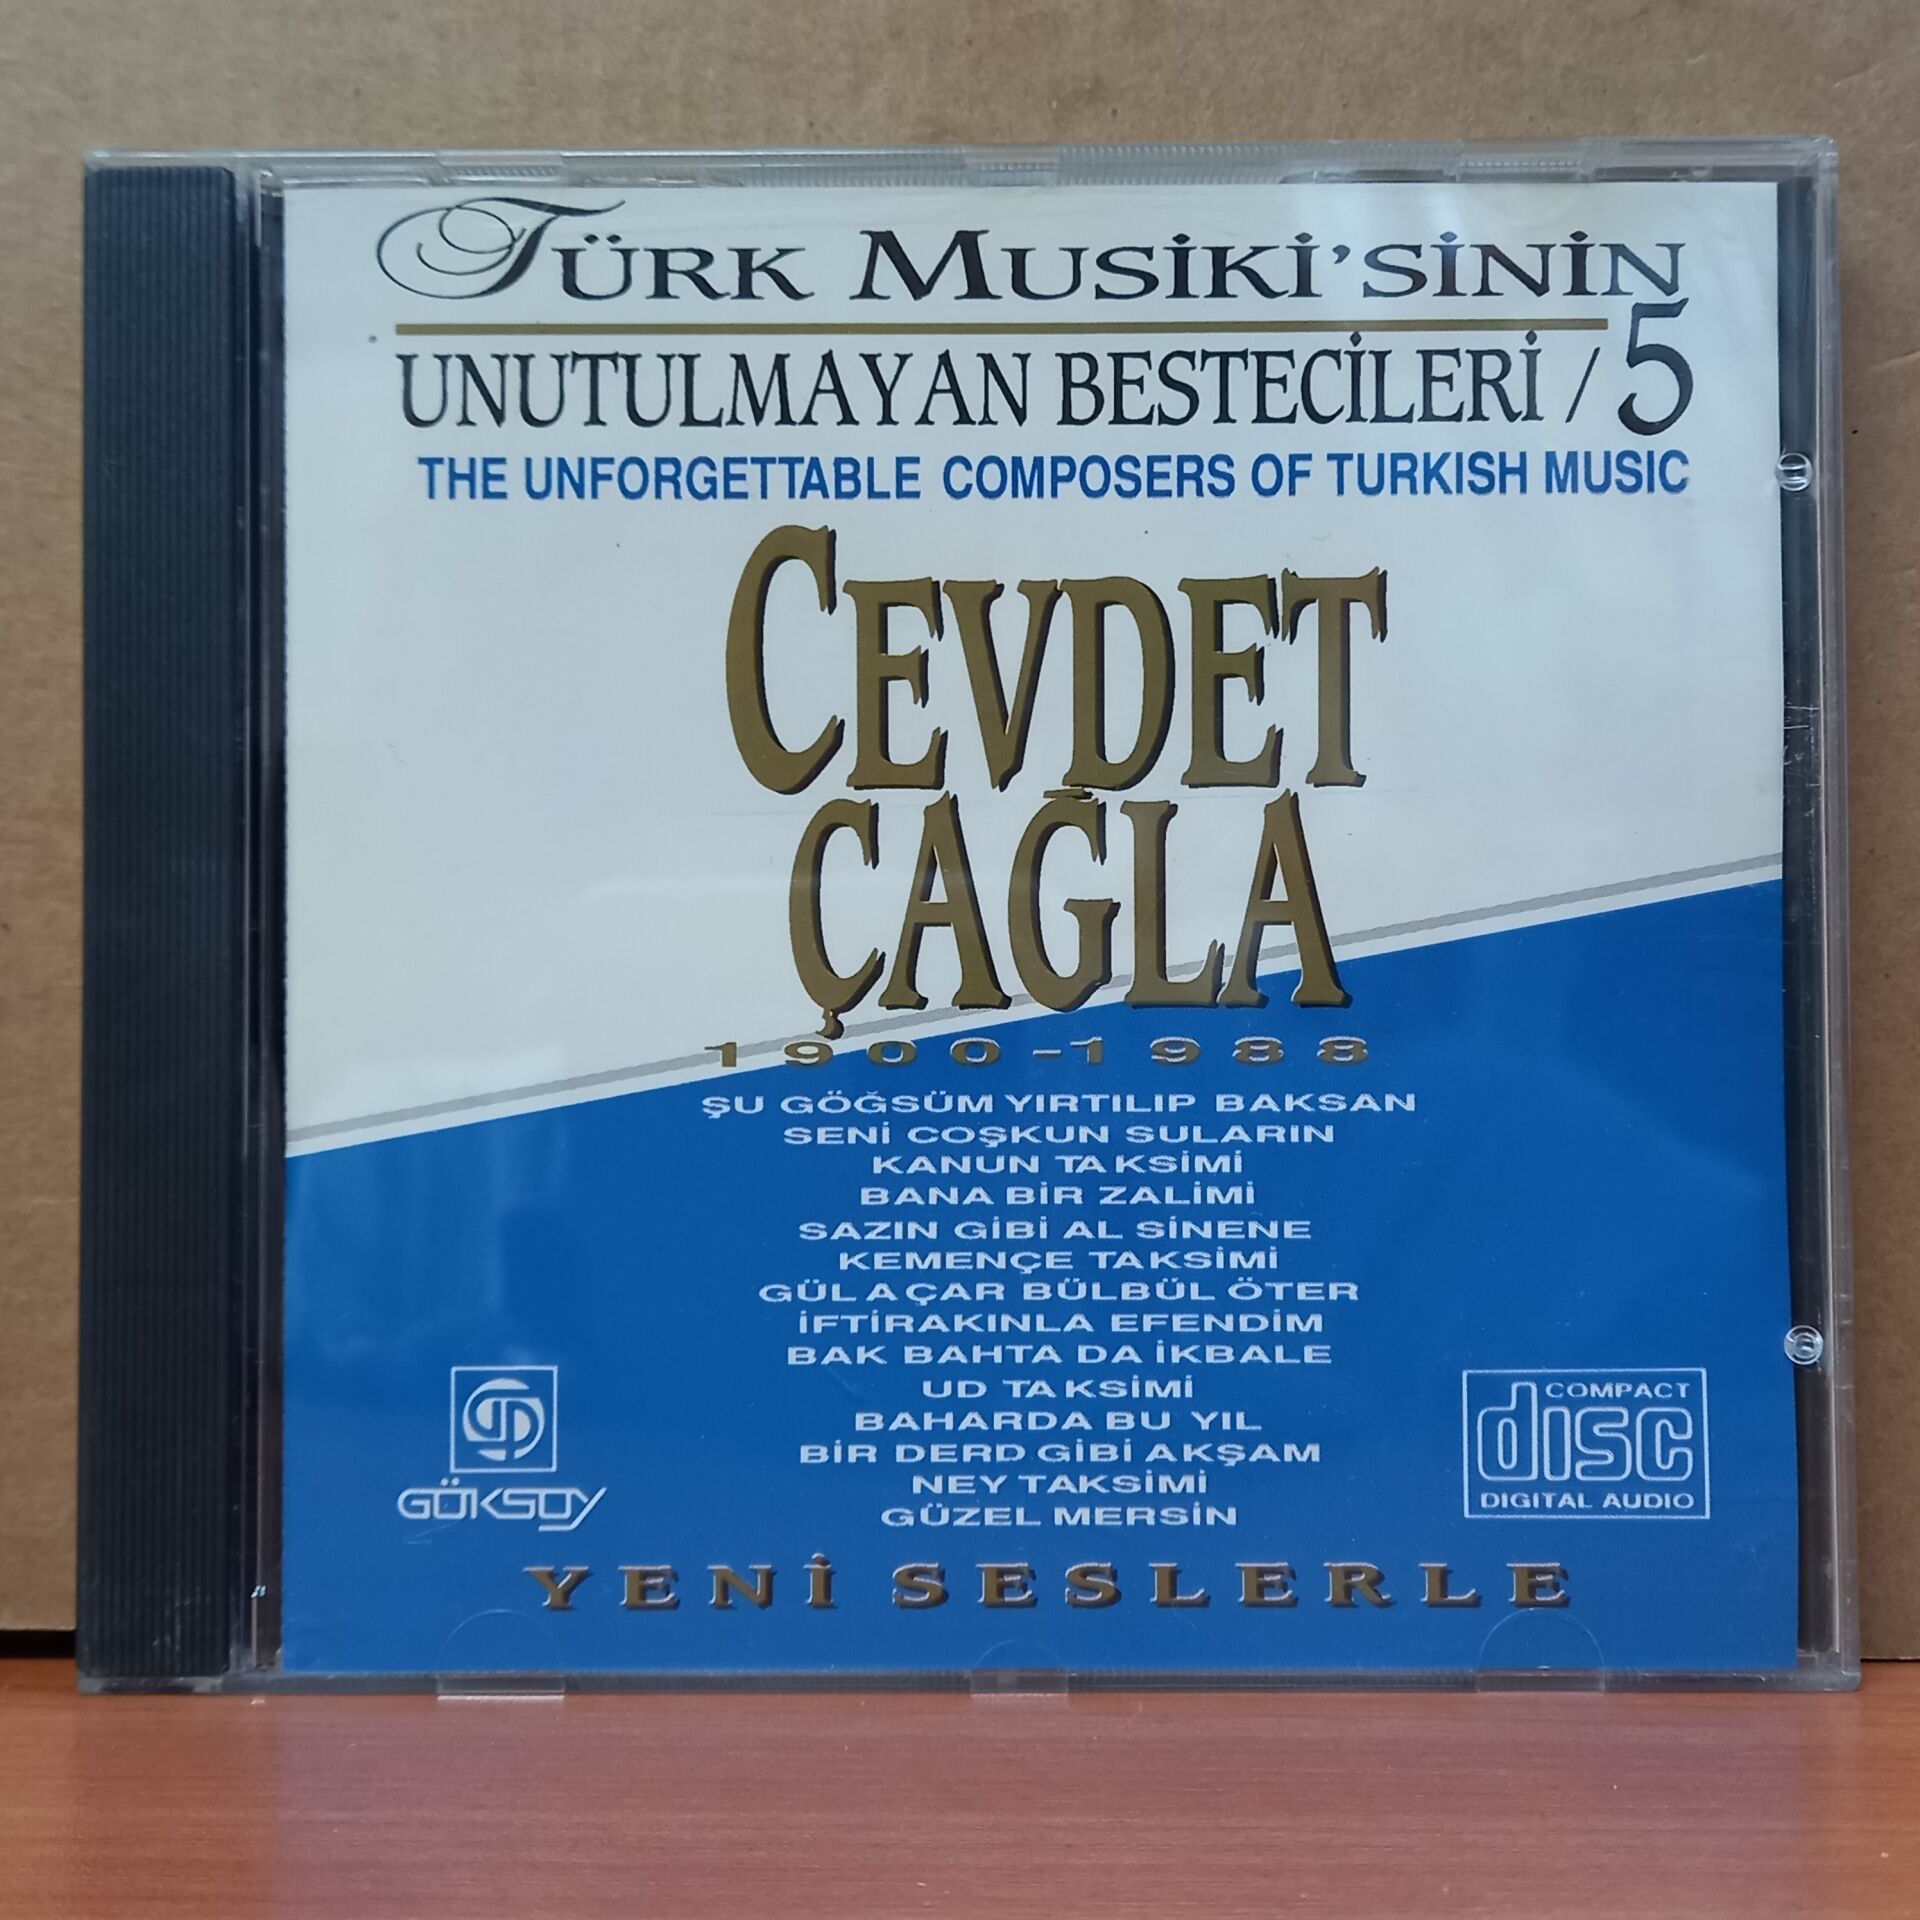 TÜRK MUSİKİ'SİNİN
UNUTULMAYAN BESTECİLERİ / 5
THE UNFORGETTABLE COMPOSERS OF TURKISH MUSIC
CEVDET
ÇAĞLA
1900-1988
ŞU GÖĞSÜM YIRTILIP BAKSAN
SENİ COŞKUN SULARIN
KANUN TAKSİMİ
BANA BİR ZALİMİ
SAZIN GİBİ AL SİNENE
KEMENÇE TAKSİMİ
GÜL AÇAR BÜLBÜL ÖTER
İFTİRAKINLA EFENDİM
BAK BAHTA DA İKBALE
UD TAKSİMİ
BAHARDA BU YIL
BİR DERD GİBİ AKŞAM
NEY TAKSİMİ
GÜZEL MERSİN
GÖKSOY
COMPACT
disc
DIGITAL AUDIO
YENİ SESLERLE